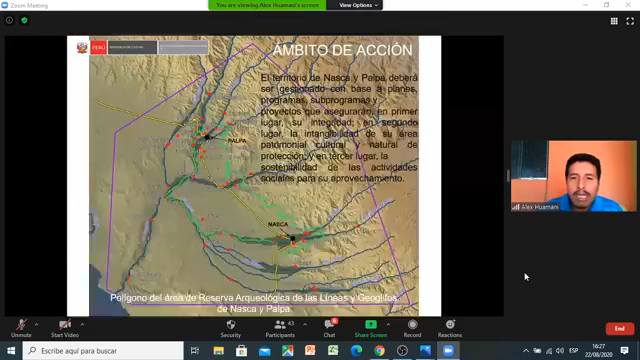 Zoom Meeting
You are viewing Alex Huamani's screen
View Options
PERÚ
ÁMBITO DE ACCIÓN
El territorio de Nasca y Palpa deberá
ser gestionado con base a planes,
programas, subprogramas y
proyectos que asegurarán, en primer
lugar, su integridad; en segundo
lugar, la intangibilidad de su área
patrimonial cultural y natural de
protección; y en tercer lugar, la
sostenibilidad de las actividades
sociales para su aprovechamiento.
PALPA
NASCA
Polígono del área de Reserva Arqueológica de las Líneas y Geoglifos
de Nasca y Palpa.
Alex Huamani
Unmute
Start Video
Security
Participants
43
Chat
Share Screen
Record
Reactions
End
Escribe aquí para buscar
ESP
16:27
22/08/2020